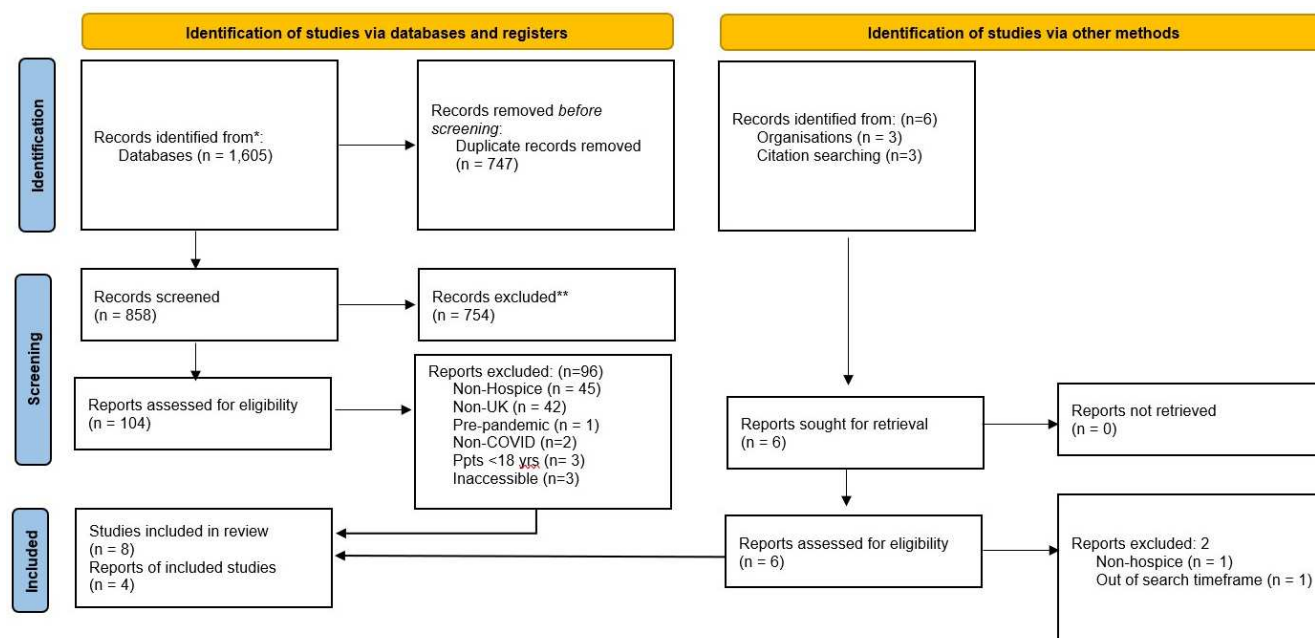 Identification of studies via databases and registers
Identification of studies via other methods
Identification
Records identified from*:
Databases (n = 1,605)
Records removed before
screening:
Duplicate records removed
(n = 747)
Records identified from: (n=6)
Organisations (n = 3)
Citation searching (n=3)
Screening
Records screened
(n = 858)
Records excluded**
(n = 754)
Reports assessed for eligibility
(n = 104)
Reports excluded: (n=96)
Non-Hospice (n = 45)
Non-UK (n = 42)
Pre-pandemic (n = 1)
Non-COVID (n=2)
Ppts <18 yrs (n= 3)
Inaccessible (n=3)
Reports sought for retrieval
(n = 6)
Reports not retrieved
(n = 0)
Included
Studies included in review
(n = 8)
Reports of included studies
(n = 4)
Reports assessed for eligibility
(n = 6)
Reports excluded: 2
Non-hospice (n = 1)
Out of search timeframe (n = 1)